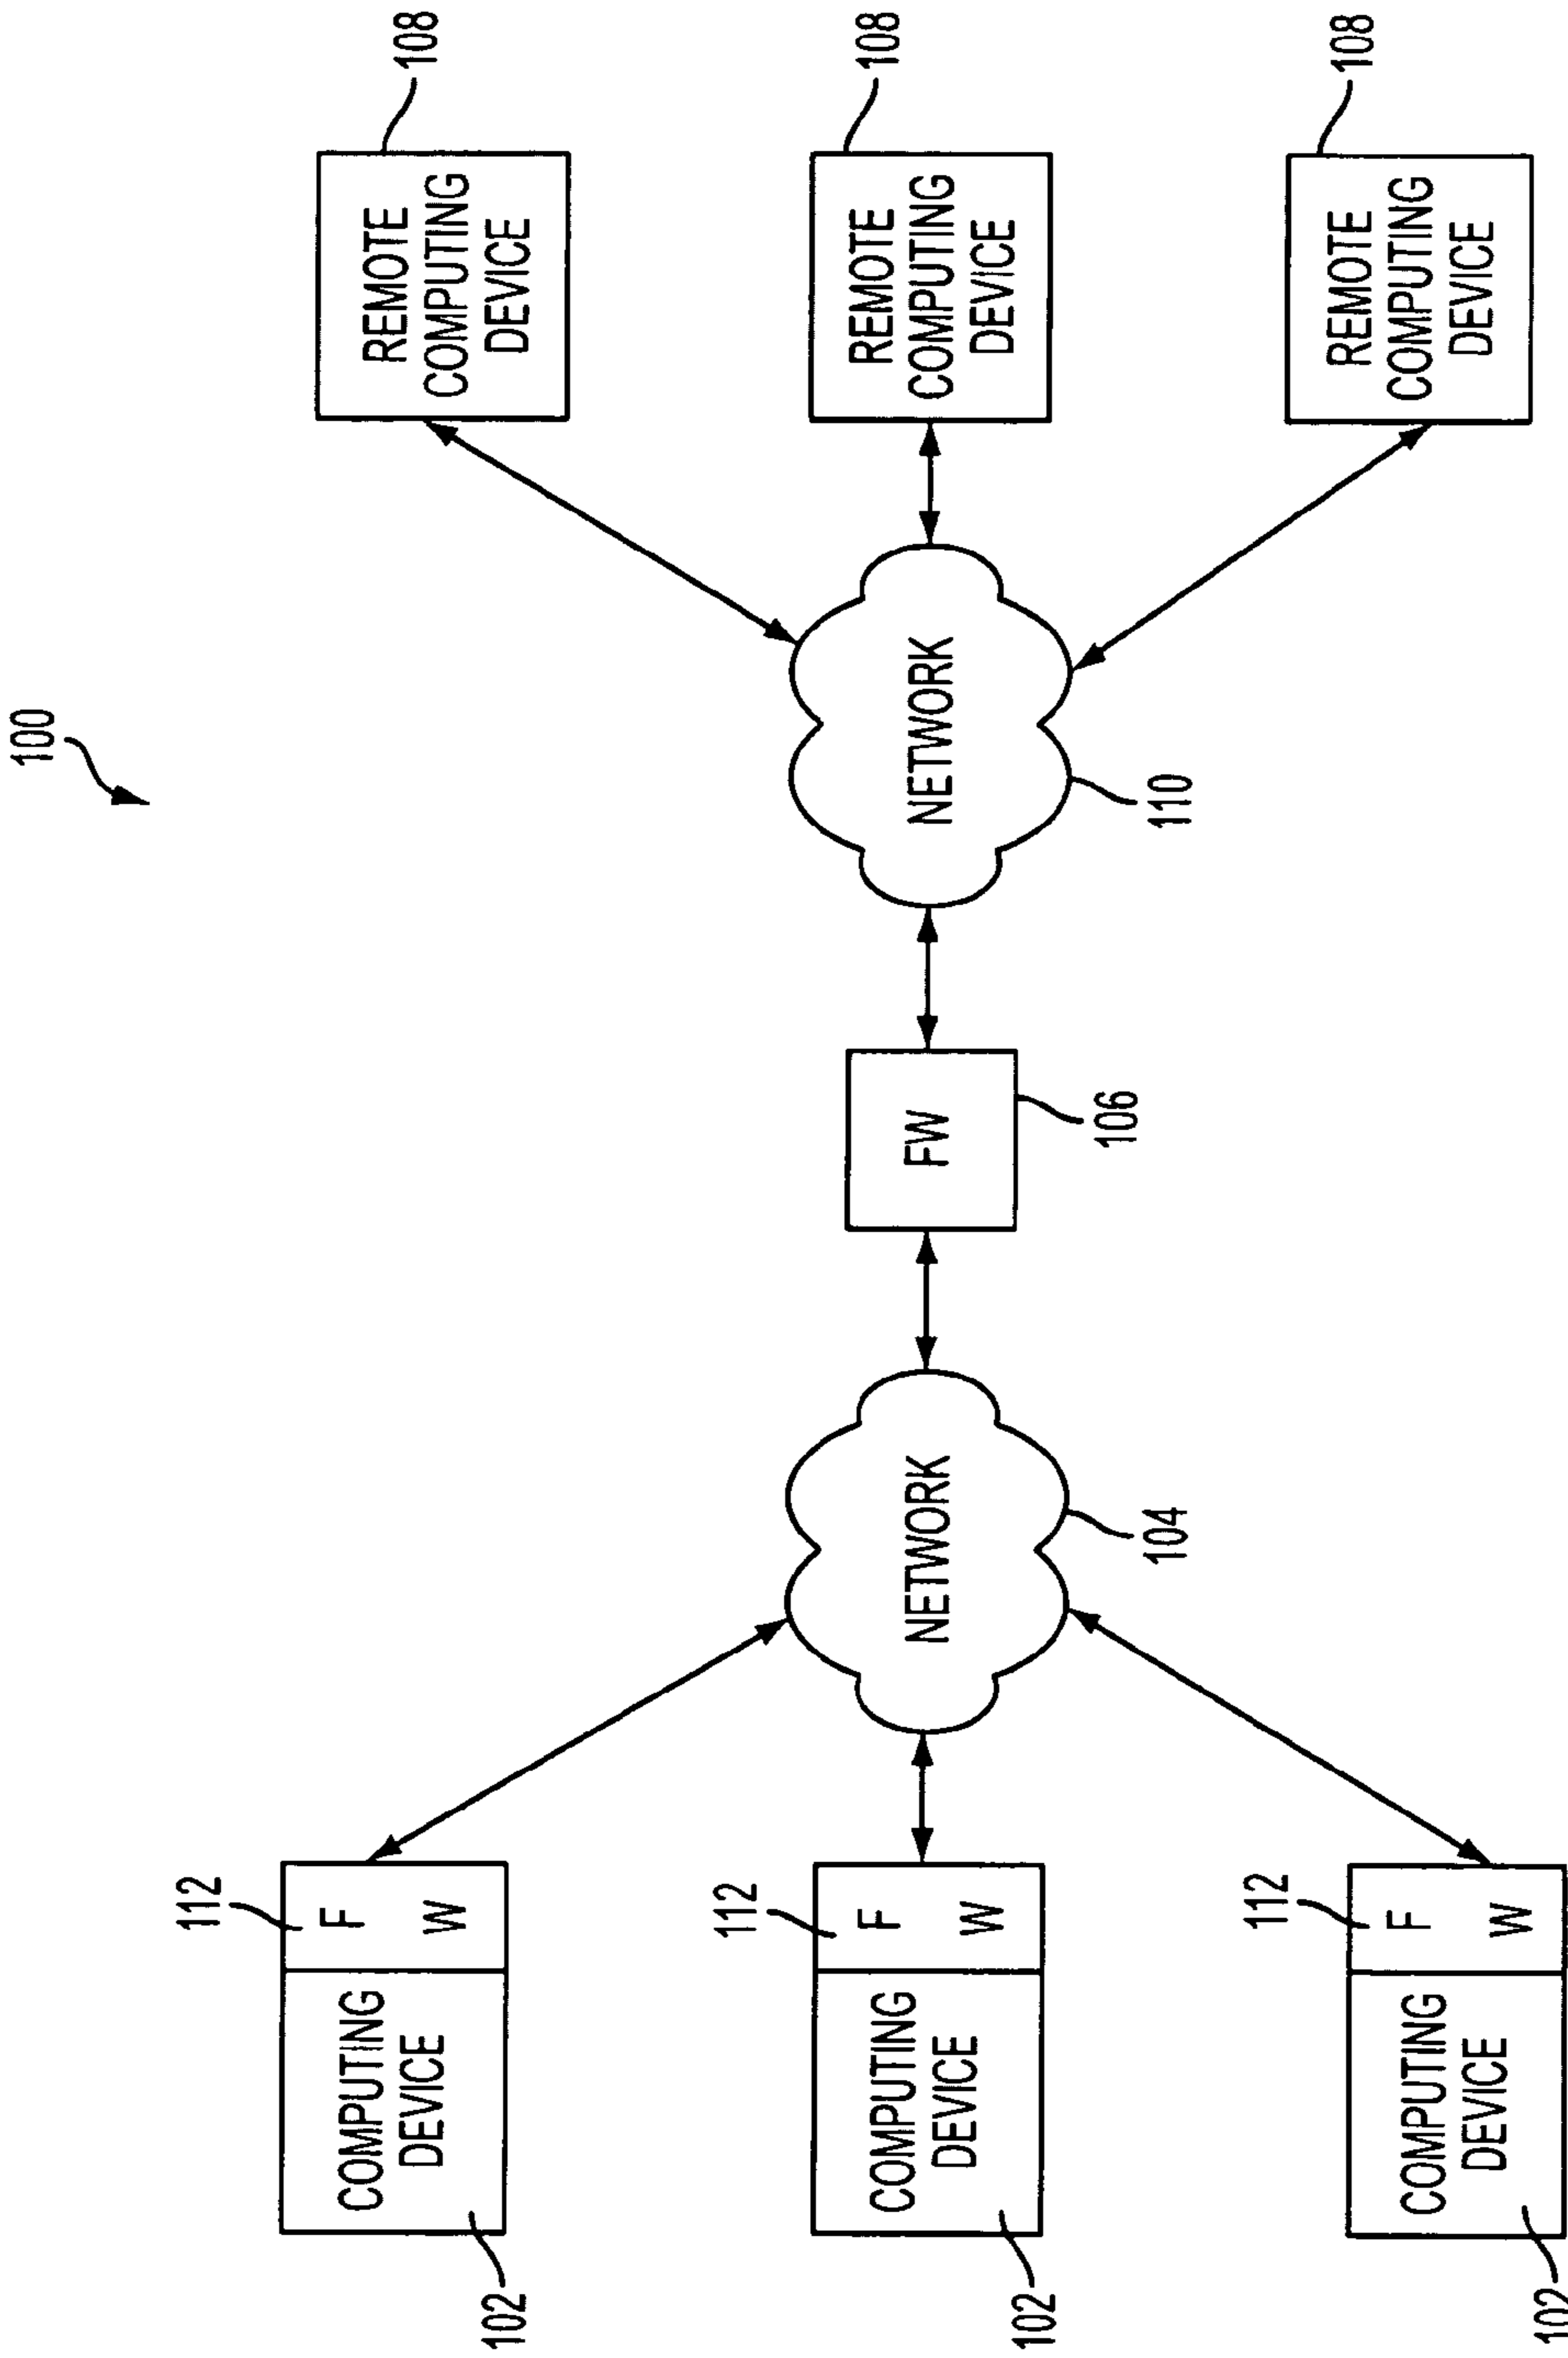 100
112
F
W
COMPUTING
DEVICE
102
112
F
W
COMPUTING
DEVICE
102
112
F
W
COMPUTING
DEVICE
102
NETWORK
104
FW
106
NETWORK
110
REMOTE
COMPUTING
DEVICE
108
REMOTE
COMPUTING
DEVICE
108
REMOTE
COMPUTING
DEVICE
108